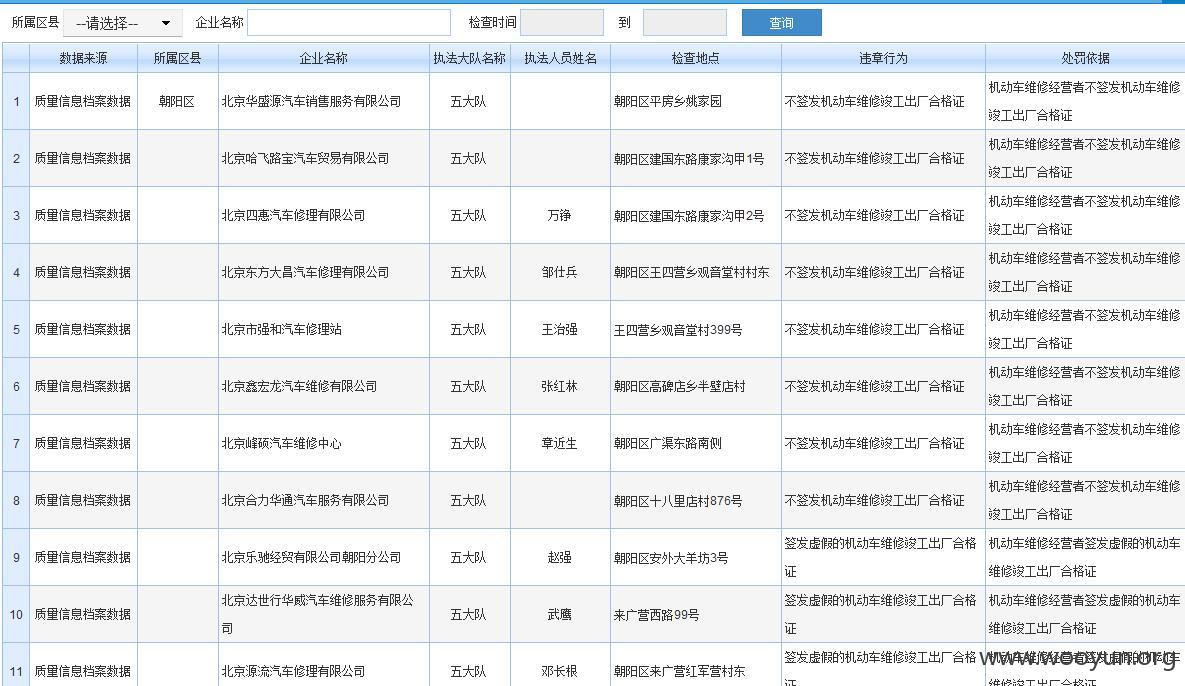 所属区县 --请选择-- 企业名称 检查时间 到 查询
数据来源 所属区县 企业名称 执法大队名称 执法人员姓名 检查地点 违章行为 处罚依据
1 质量信息档案数据 朝阳区 北京华盛源汽车销售服务有限公司 五大队 朝阳区平房乡姚家园 不签发机动车维修竣工出厂合格证 机动车维修经营者不签发机动车维修
竣工出厂合格证
2 质量信息档案数据 北京哈飞路宝汽车贸易有限公司 五大队 朝阳区建国东路康家沟甲1号 不签发机动车维修竣工出厂合格证 机动车维修经营者不签发机动车维修
竣工出厂合格证
3 质量信息档案数据 北京四惠汽车修理有限公司 五大队 万铮 朝阳区建国东路康家沟甲2号 不签发机动车维修竣工出厂合格证 机动车维修经营者不签发机动车维修
竣工出厂合格证
4 质量信息档案数据 北京东方大昌汽车修理有限公司 五大队 邹仕兵 朝阳区王四营乡观音堂村村东 不签发机动车维修竣工出厂合格证 机动车维修经营者不签发机动车维修
竣工出厂合格证
5 质量信息档案数据 北京市强和汽车修理站 五大队 王治强 王四营乡观音堂村399号 不签发机动车维修竣工出厂合格证 机动车维修经营者不签发机动车维修
竣工出厂合格证
6 质量信息档案数据 北京鑫宏龙汽车维修有限公司 五大队 张红林 朝阳区高碑店乡半壁店村 不签发机动车维修竣工出厂合格证 机动车维修经营者不签发机动车维修
竣工出厂合格证
7 质量信息档案数据 北京峰硕汽车维修中心 五大队 章近生 朝阳区广渠东路南侧 不签发机动车维修竣工出厂合格证 机动车维修经营者不签发机动车维修
竣工出厂合格证
8 质量信息档案数据 北京合力华通汽车服务有限公司 五大队 朝阳区十八里店村876号 不签发机动车维修竣工出厂合格证 机动车维修经营者不签发机动车维修
竣工出厂合格证
9 质量信息档案数据 北京乐驰经贸有限公司朝阳分公司 五大队 赵强 朝阳区安外大羊坊3号 签发虚假的机动车维修竣工出厂合格 机动车维修经营者签发虚假的机动车
证 维修竣工出厂合格证
10 质量信息档案数据 北京达世行华威汽车维修服务有限公 五大队 武鹰 来广营西路99号 签发虚假的机动车维修竣工出厂合格 机动车维修经营者签发虚假的机动车
司 证 维修竣工出厂合格证
11 质量信息档案数据 北京源流汽车修理有限公司 五大队 邓长根 朝阳区来广营红军营村东 签发虚假的机动车维修竣工出厂合格 机动车维修经营者签发虚假的机动车
证 维修竣工出厂合格证
www.wooyun.org